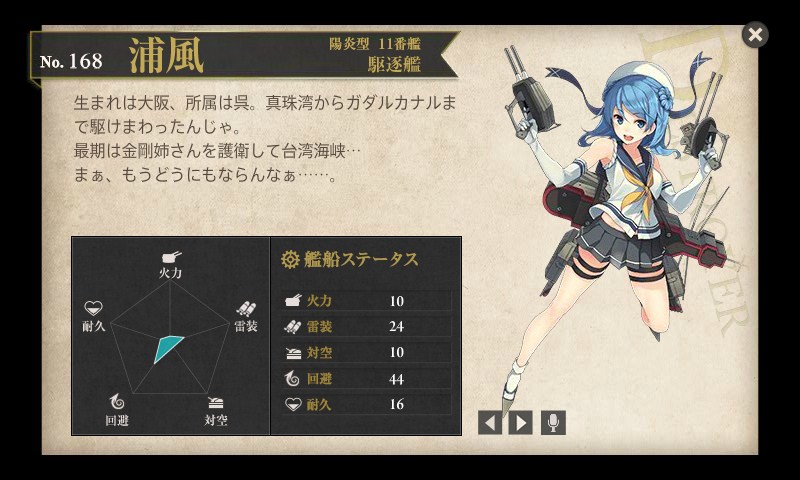 No. 168 浦風
陽炎型 11番艦
駆逐艦
生まれは大阪、所属は呉。真珠湾からガダルカナルま
で駆けまわったんじゃ。
最期は金剛姉さんを護衛して台湾海峡…
まぁ、もうどうにもならんなぁ……。
火力
耐久
雷装
回避
対空
艦船ステータス
火力 10
雷装 24
対空 10
回避 44
耐久 16